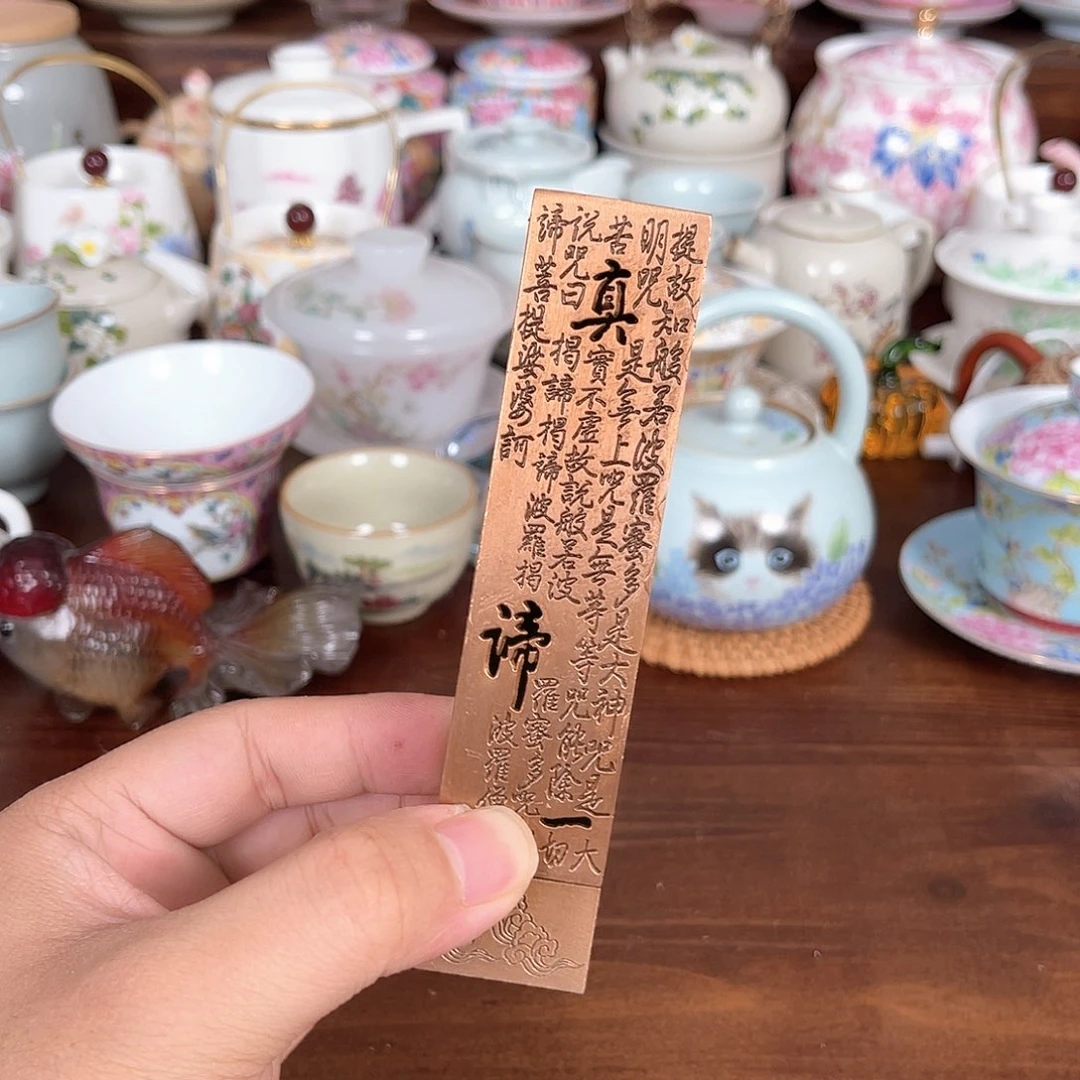 提故知般若波羅蜜多是大神咒是大
明咒是無上咒是無等等咒能除一切
苦真實不虛故說般若波羅蜜多咒
说咒曰揭諦揭諦波羅揭谛波羅僧
諦菩提娑婆訶